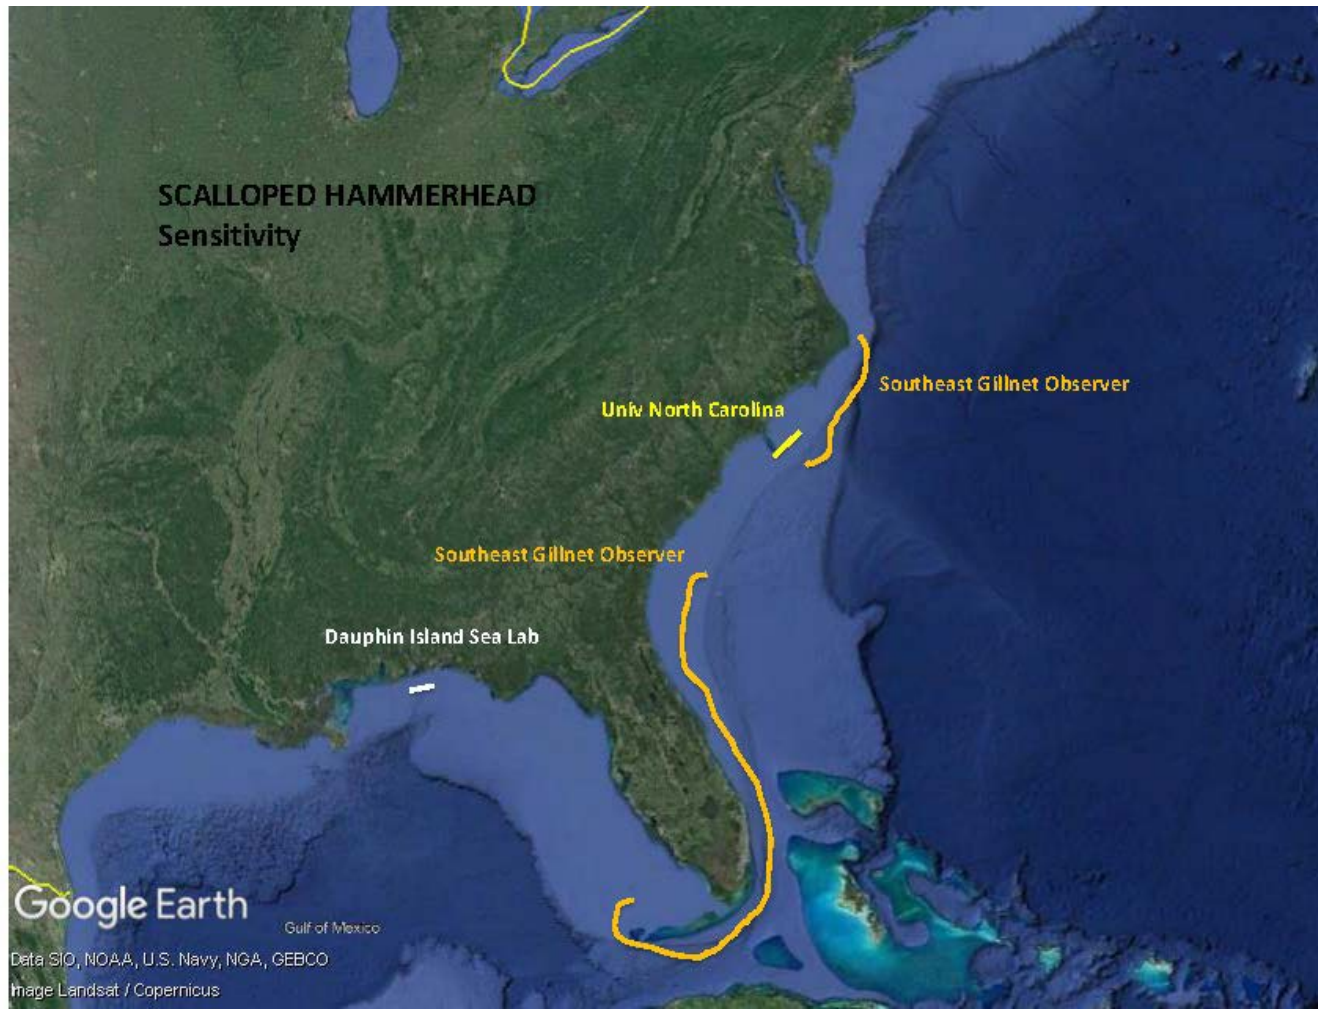 SCALLOPED HAMMERHEAD
Sensitivity
Southeast Gillnet Observer
Univ North Carolina
Southeast Gillnet Observer
Dauphin Island Sea Lab
Google Earth
Gulf of Mexico
Data SIO, NOAA, U.S. Navy, NGA, GEBCO
Image Landsat / Copernicus